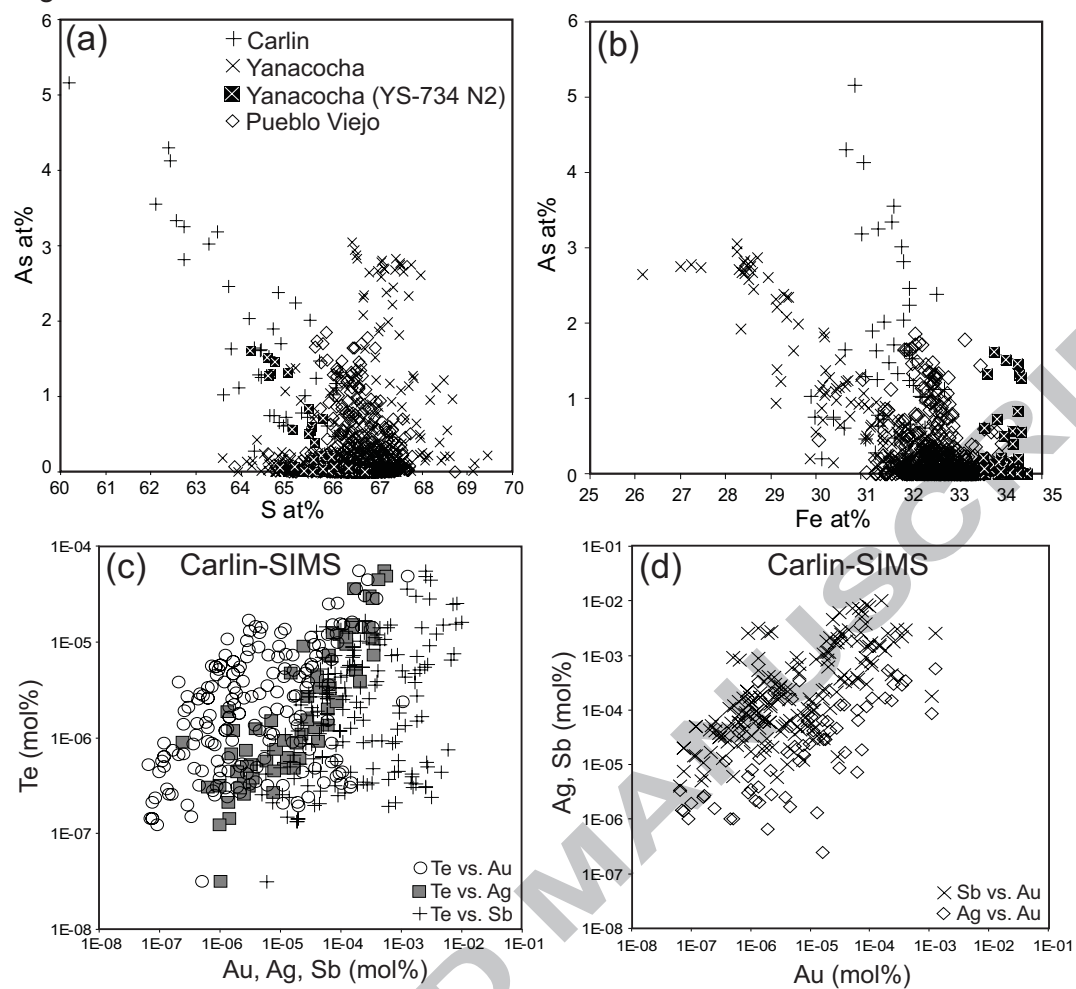 (a)
Carlin
Yanacocha
Yanacocha (YS-734 N2)
Pueblo Viejo
6
5
4
3
2
1
0
As at%
60 62 64 65 66 67 68 69 70
S at%
(b)
6
5
4
3
2
1
0
As at%
25 26 27 28 29 30 31 32 33 34 35
Fe at%
(c) Carlin-SIMS
1E-04
1E-05
1E-06
1E-07
1E-08
Te (mol%)
Te vs. Au
Te vs. Ag
Te vs. Sb
1E-08 1E-07 1E-06 1E-05 1E-04 1E-03 1E-02 1E-01
Au, Ag, Sb (mol%)
(d) Carlin-SIMS
1E-01
1E-02
1E-03
1E-04
1E-05
1E-06
1E-07
1E-08
Ag, Sb (mol%)
Sb vs. Au
Ag vs. Au
1E-08 1E-07 1E-06 1E-05 1E-04 1E-03 1E-02 1E-01
Au (mol%)